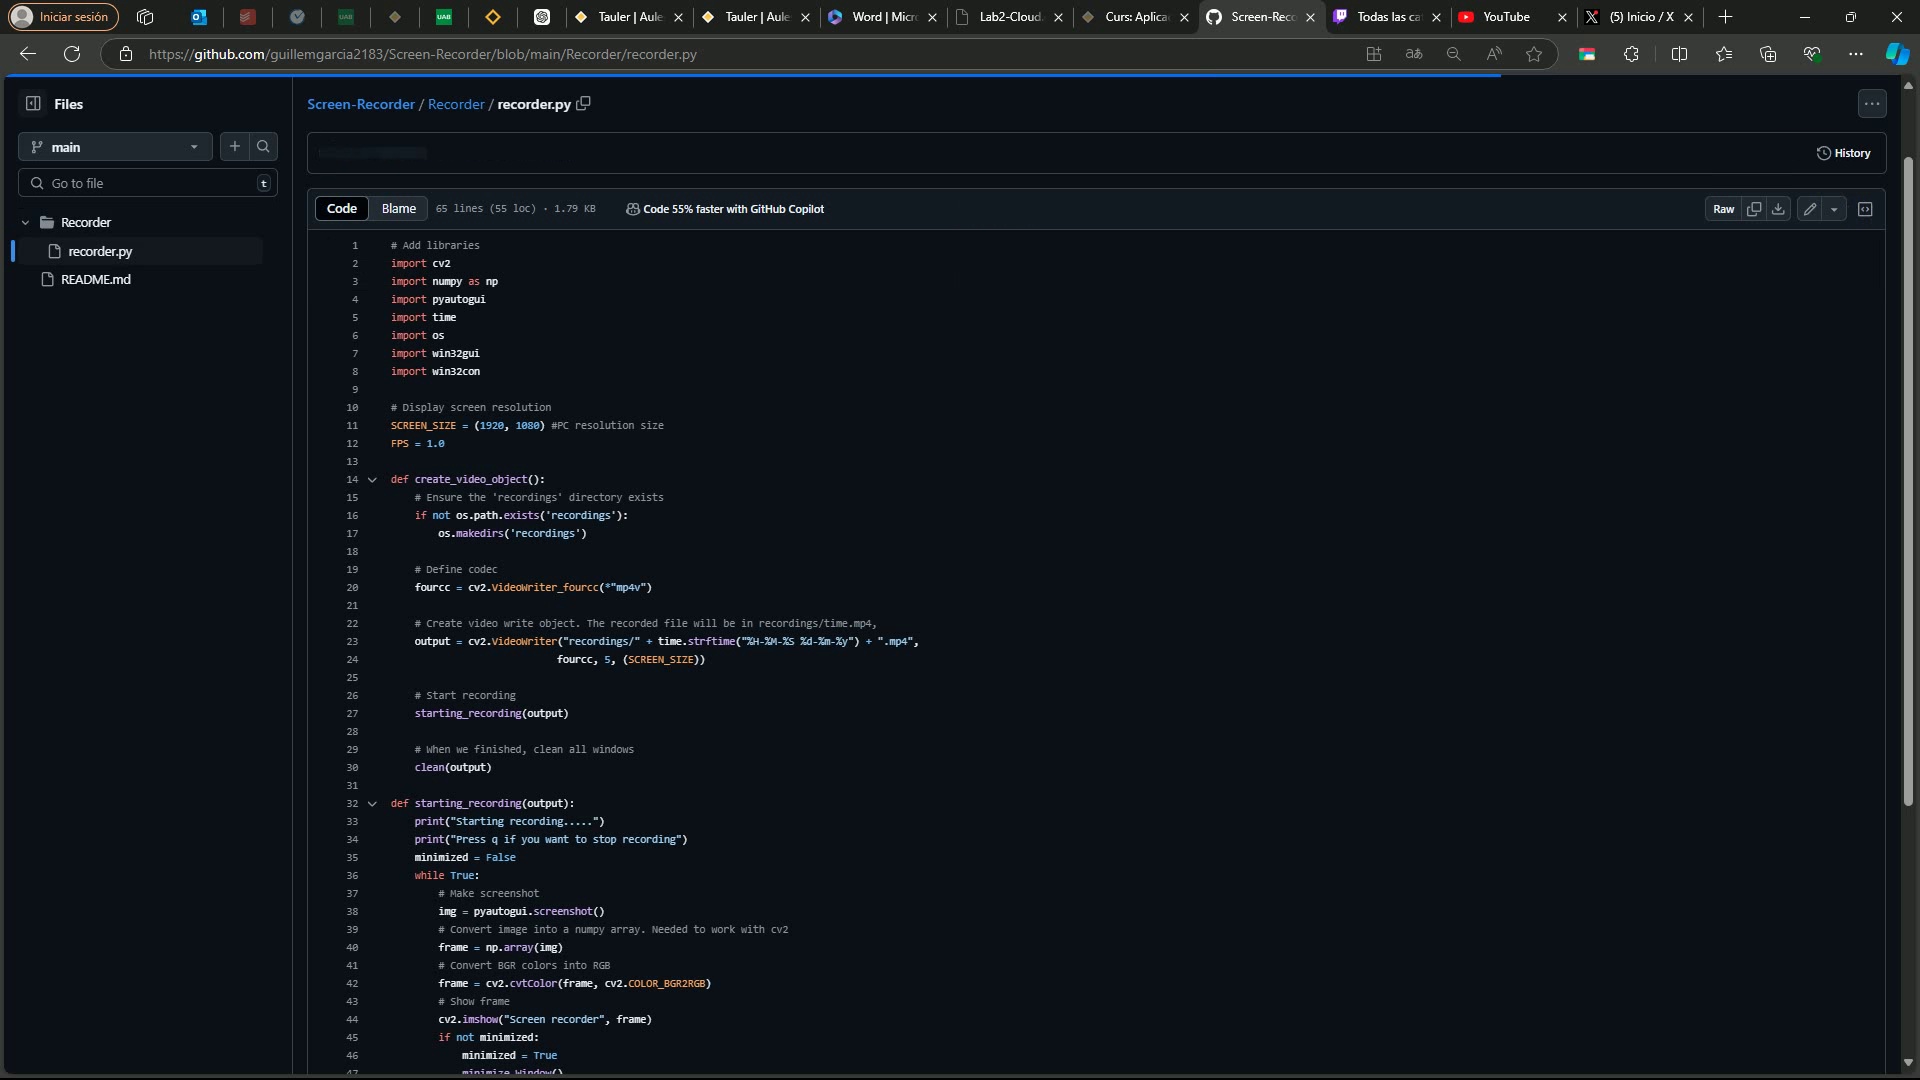 Iniciar sesión
UAB
UAB
Tauler | Aule
Tauler | Aule
Word | Micr
Lab2-Cloud.
Curs: Aplica
Screen-Reco
Todas las ca
YouTube
(5) Inicio / X
https://github.com/guillemgarcia2183/Screen-Recorder/blob/main/Recorder/recorder.py
Files
main
Go to file
t
Recorder
recorder.py
README.md
Screen-Recorder / Recorder / recorder.py
History
Code
Blame
65 lines (55 loc) · 1.79 KB
Code 55% faster with GitHub Copilot
Raw
1 # Add libraries
2 import cv2
3 import numpy as np
4 import pyautogui
5 import time
6 import os
7 import win32gui
8 import win32con
9
10 # Display screen resolution
11 SCREEN_SIZE = (1920, 1080) #PC resolution size
12 FPS = 1.0
13
14 def create_video_object():
15 # Ensure the 'recordings' directory exists
16 if not os.path.exists('recordings'):
17 os.makedirs('recordings')
18
19 # Define codec
20 fourcc = cv2.VideoWriter_fourcc(*"mp4v")
21
22 # Create video write object. The recorded file will be in recordings/time.mp4,
23 output = cv2.VideoWriter("recordings/" + time.strftime("%H-%M-%S %d-%m-%y") + ".mp4",
24 fourcc, 5, (SCREEN_SIZE))
25
26 # Start recording
27 starting_recording(output)
28
29 # When we finished, clean all windows
30 clean(output)
31
32 def starting_recording(output):
33 print("Starting recording.....")
34 print("Press q if you want to stop recording")
35 minimized = False
36 while True:
37 # Make screenshot
38 img = pyautogui.screenshot()
39 # Convert image into a numpy array. Needed to work with cv2
40 frame = np.array(img)
41 # Convert BGR colors into RGB
42 frame = cv2.cvtColor(frame, cv2.COLOR_BGR2RGB)
43 # Show frame
44 cv2.imshow("Screen recorder", frame)
45 if not minimized:
46 minimized = True
47 minimize_Window()